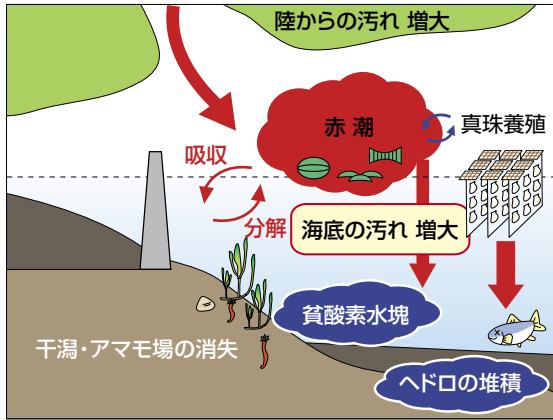 陸からの汚れ 増大
赤 潮
真珠養殖
吸収
分解
海底の汚れ 増大
貧酸素水塊
干潟・アマモ場の消失
ヘドロの堆積